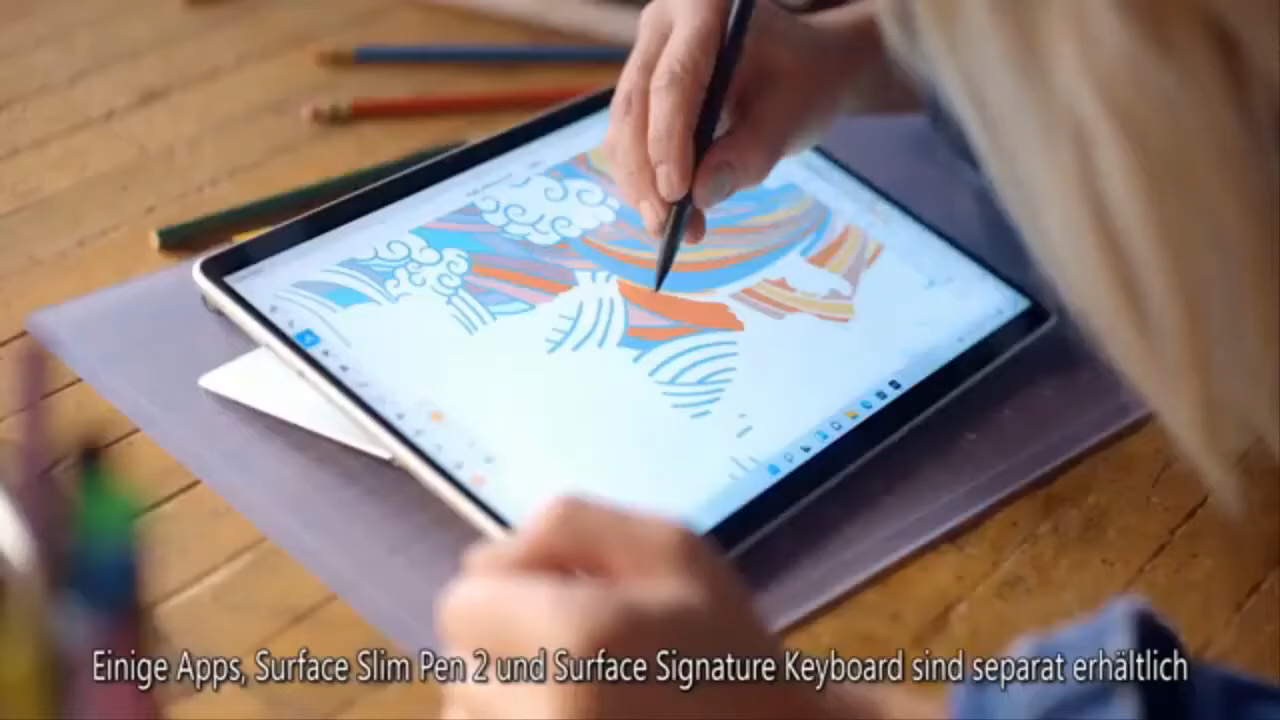 Einige Apps, Surface Slim Pen 2 und Surface Signature Keyboard sind separat erhältlich